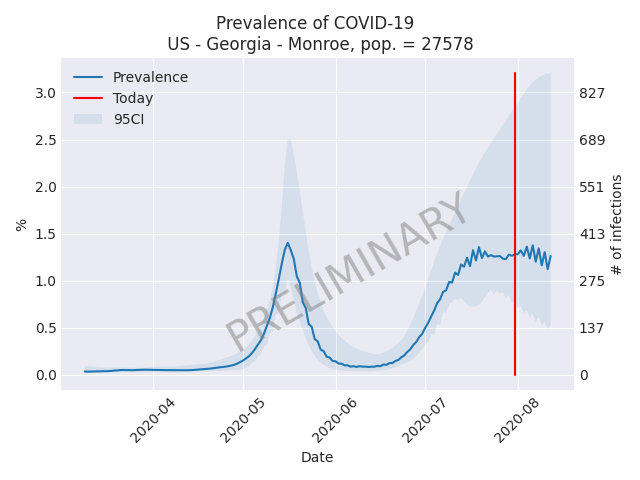 Prevalence of COVID-19
US - Georgia - Monroe, pop. = 27578
Prevalence
Today
95CI
3.0
2.5
2.0
1.5
1.0
0.5
0.0
%
827
689
551
413
275
137
0
# of infections
PRELIMINARY
2020-04
2020-05
2020-06
2020-07
2020-08
Date